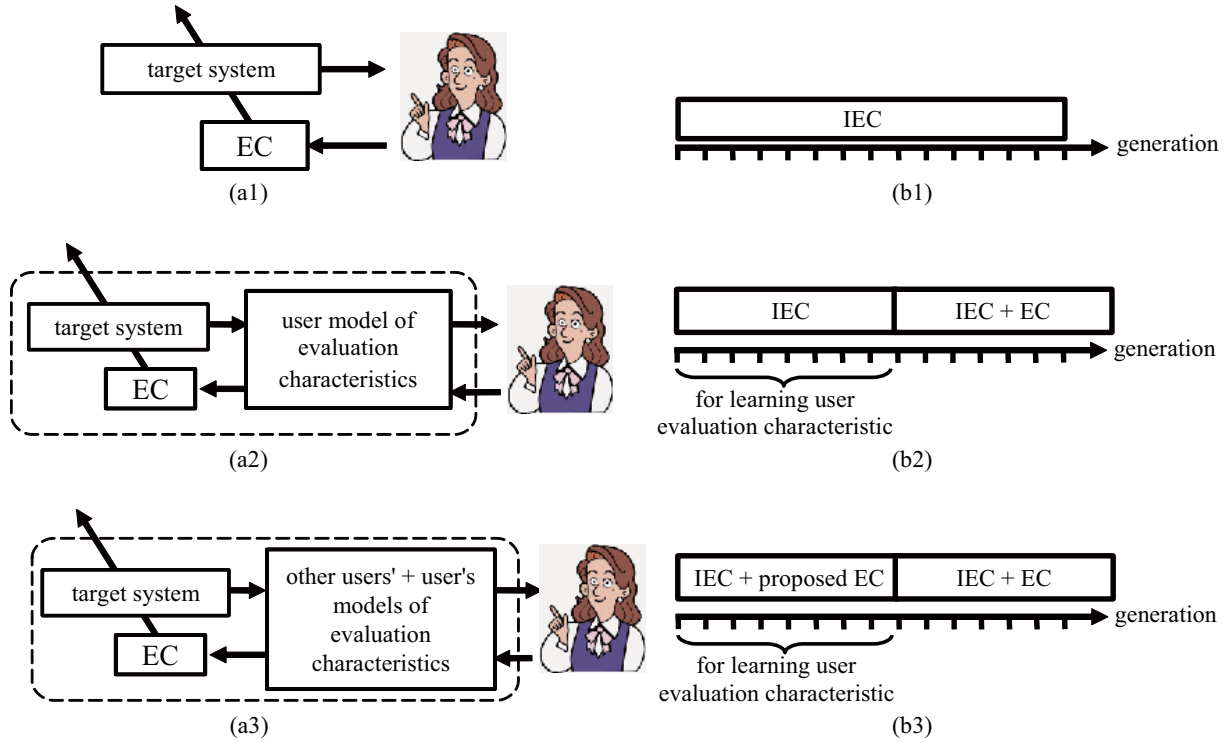 target system
EC
(a1)
IEC
generation
(b1)
target system
EC
user model of
evaluation
characteristics
(a2)
IEC
IEC + EC
generation
for learning user
evaluation characteristic
(b2)
target system
EC
other users' + user's
models of
evaluation
characteristics
(a3)
IEC + proposed EC
IEC + EC
generation
for learning user
evaluation characteristic
(b3)